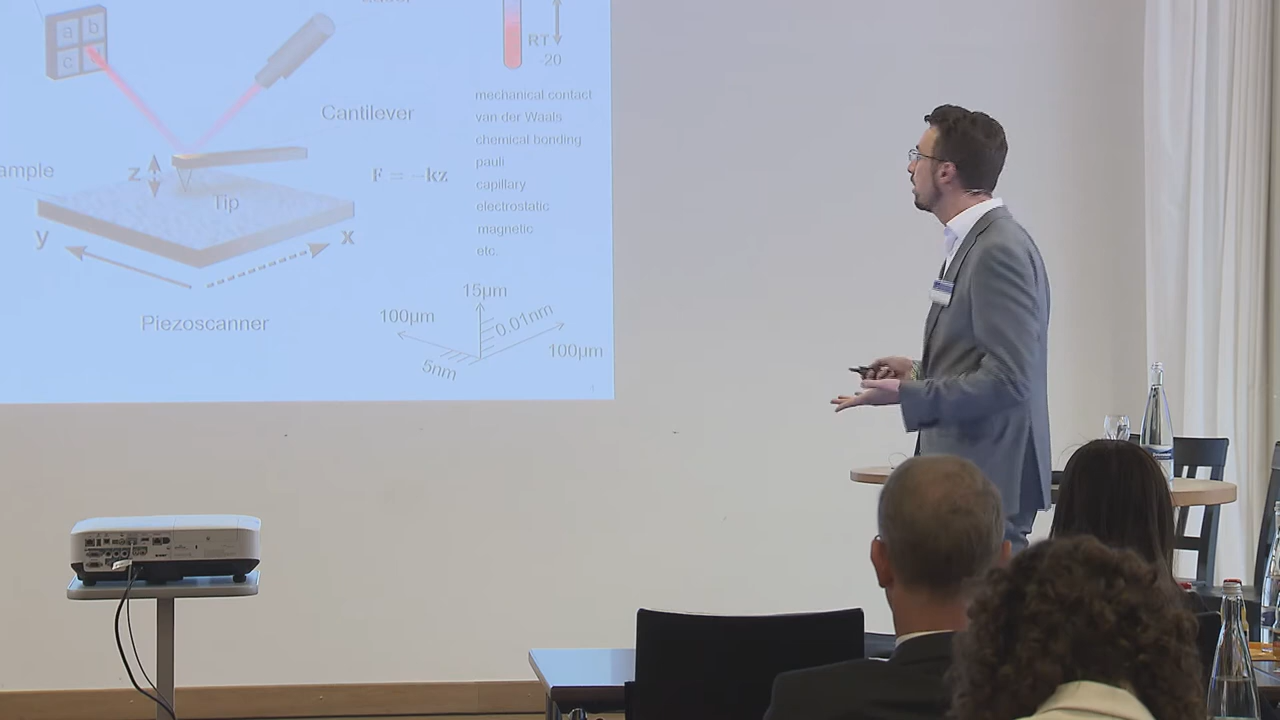 a b
c
RT
-20
mechanical contact
Cantilever
van der Waals
chemical bonding
pauli
ample
z
F = -kz
capillary
Tip
electrostatic
magnetic
y
x
etc.
15µm
100µm
0.01nm
Piezoscanner
100µm
5nm